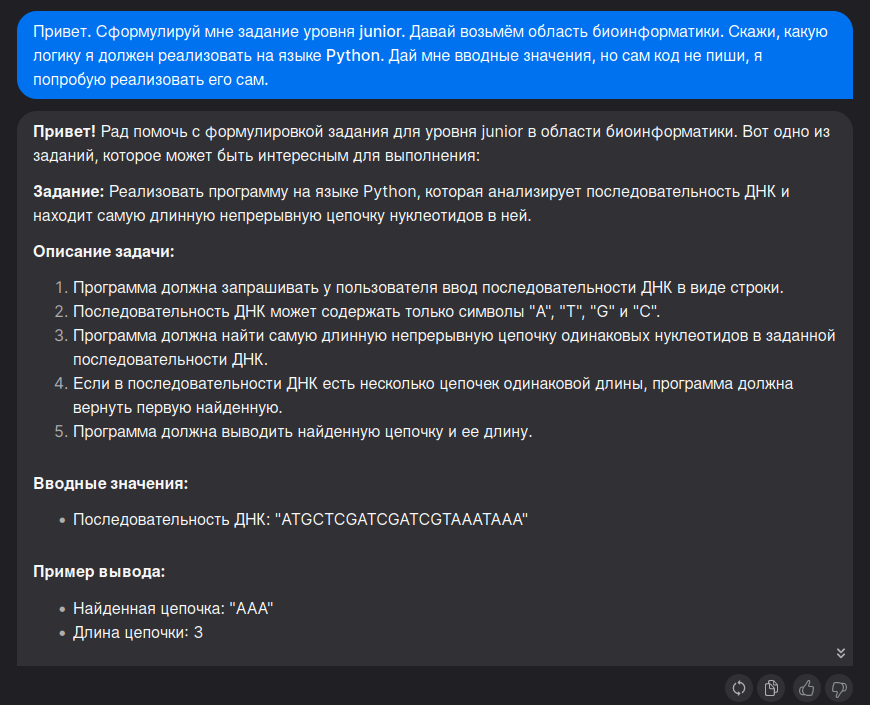 Привет. Сформулируй мне задание уровня junior. Давай возьмём область биоинформатики. Скажи, какую
логику я должен реализовать на языке Python. Дай мне вводные значения, но сам код не пиши, я
попробую реализовать его сам.
Привет! Рад помочь с формулировкой задания для уровня junior в области биоинформатики. Вот одно из
заданий, которое может быть интересным для выполнения:
Задание: Реализовать программу на языке Python, которая анализирует последовательность ДНК и
находит самую длинную непрерывную цепочку нуклеотидов в ней.
Описание задачи:
1. Программа должна запрашивать у пользователя ввод последовательности ДНК в виде строки.
2. Последовательность ДНК может содержать только символы "A", "T", "G" и "C".
3. Программа должна найти самую длинную непрерывную цепочку одинаковых нуклеотидов в заданной
последовательности ДНК.
4. Если в последовательности ДНК есть несколько цепочек одинаковой длины, программа должна
вернуть первую найденную.
5. Программа должна выводить найденную цепочку и ее длину.
Вводные значения:
• Последовательность ДНК: "ATGCTCGATCGATCGTAAATAAA"
Пример вывода:
• Найденная цепочка: "AAA"
• Длина цепочки: 3